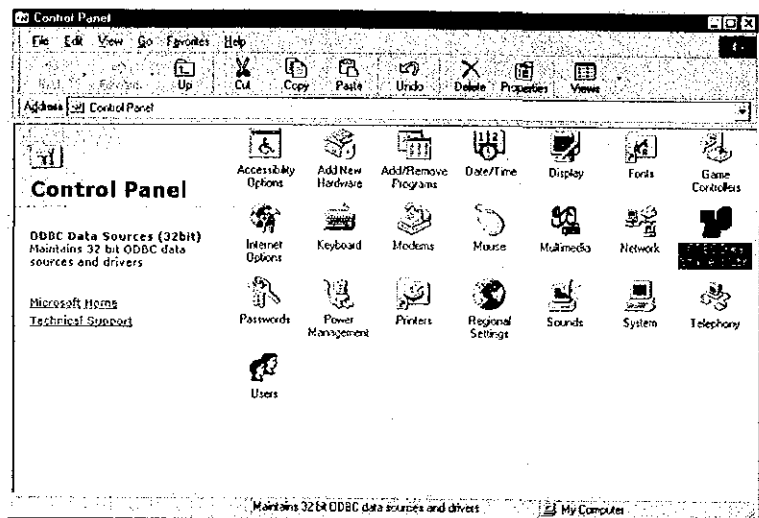 Control Panel
File Edit View Go Favorites Help
Up Cut Copy Paste Undo Delete Properties Views
Address Control Panel
Control Panel
ODBC Data Sources (32bit)
Maintains 32 bit ODBC data
sources and drivers
Microsoft Home
Technical Support
Accessibility Options
Add New Hardware
Add/Remove Programs
Date/Time
Display
Fonts
Game Controllers
Internet Options
Keyboard
Modems
Mouse
Multimedia
Network
Passwords
Power Management
Printers
Regional Settings
Sounds
System
Telephony
Users
Maintains 32 bit ODBC data sources and drivers
My Computer